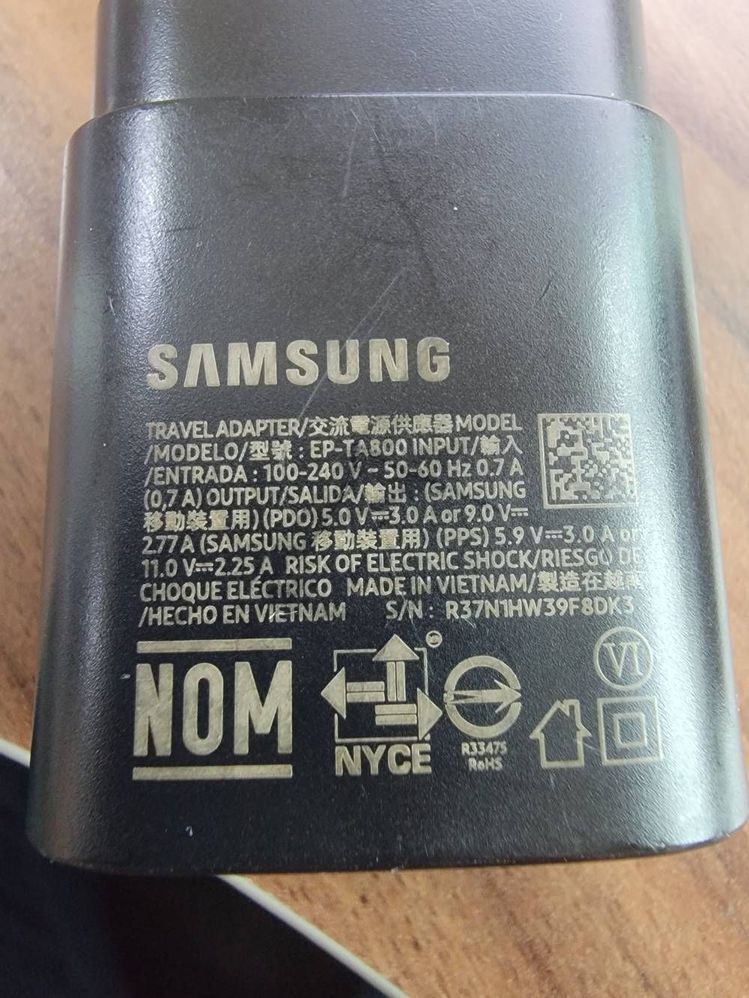 SAMSUNG
TRAVEL ADAPTER/交流電源供應器 MODEL
/MODELO/型號 : EP-TA800 INPUT/輸入
/ENTRADA : 100-240 V ~ 50-60 Hz 0.7 A
(0,7 A) OUTPUT/SALIDA/輸出 : (SAMSUNG
移動裝置用) (PDO) 5.0 V⎓3.0 A or 9.0 V⎓
2.77 A (SAMSUNG 移動裝置用) (PPS) 5.9 V⎓3.0 A or
11.0 V⎓2.25 A RISK OF ELECTRIC SHOCK/RIESGO DE
CHOQUE ELÉCTRICO MADE IN VIETNAM/製造在越南
/HECHO EN VIETNAM S/N : R37N1HW39F8DK3
VI
NOM
NYCE
R33475
RoHS